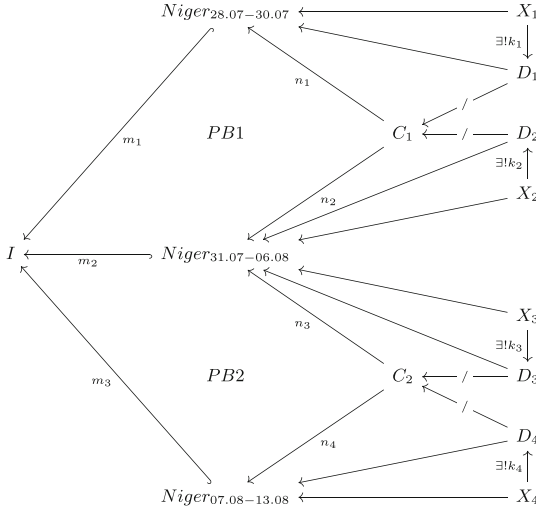 Niger₂₈.₀₇₋₃₀.₀₇ X₁
∃!k₁
D₁
n₁
/
m₁ PB1 C₁ / D₂
∃!k₂
n₂ X₂
I m₂ Niger₃₁.₀₇₋₀₆.₀₈
X₃
n₃ ∃!k₃
m₃ PB2 C₂ / D₃
/
n₄ D₄
∃!k₄
Niger₀₇.₀₈₋₁₃.₀₈ X₄